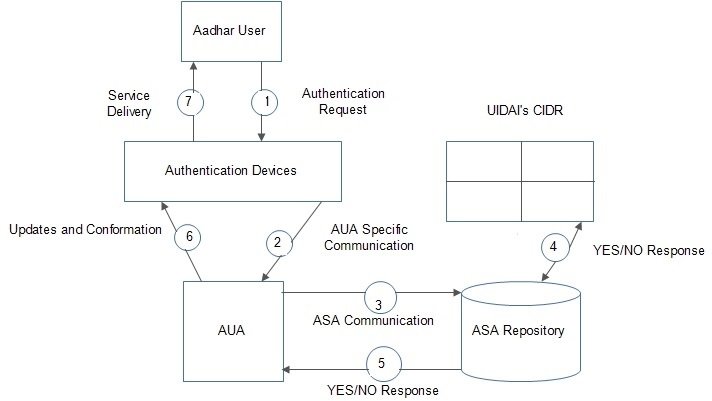 Aadhar User
Service
Delivery
7
1
Authentication
Request
UIDAI's CIDR
Authentication Devices
Updates and Conformation
6
2
AUA Specific
Communication
4
YES/NO Response
AUA
3
ASA Communication
ASA Repository
5
YES/NO Response